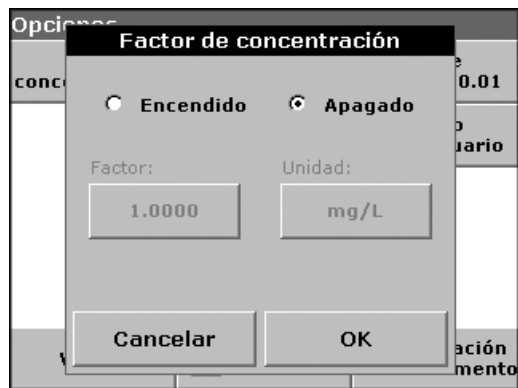 Opciones
Factor de concentración
conc
0.01
Encendido
Apagado
uario
Factor:
Unidad:
1.0000
mg/L
Cancelar
OK
ación
mento